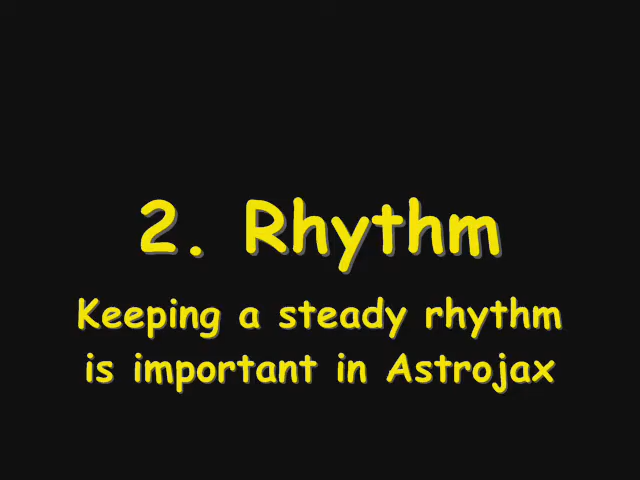 2. Rhythm
Keeping a steady rhythm
is important in Astrojax